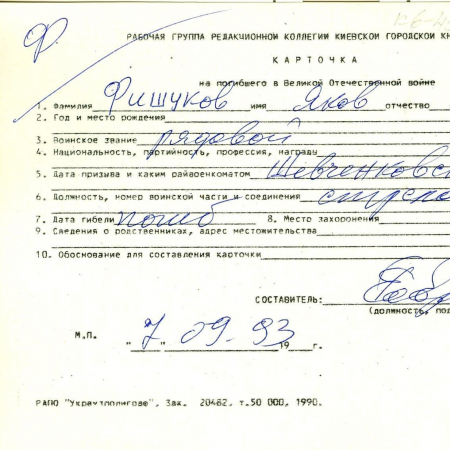 Ф
РАБОЧАЯ ГРУППА РЕДАКЦИОННОЙ КОЛЛЕГИИ КИЕВСКОЙ ГОРОДСКОЙ КН
КАРТОЧКА
на погибшего в Великой Отечественной войне
1. Фамилия Фишуков имя Яков отчество
2. Год и место рождения
3. Воинское звание рядовой
4. Национальность, партийность, профессия, награды
5. Дата призыва и каким райвоенкоматом Шевченковс
6. Должность, номер воинской части и соединения
7. Дата гибели погиб 8. Место захоронения
9. Сведения о родственниках, адрес местожительства
10. Обоснование для составления карточки
СОСТАВИТЕЛЬ:
(должность, под
М.П. "7" 09.93 19 г.
РАПО "Укрвузполиграф", Зак. 20482. т.50 000, 1990.